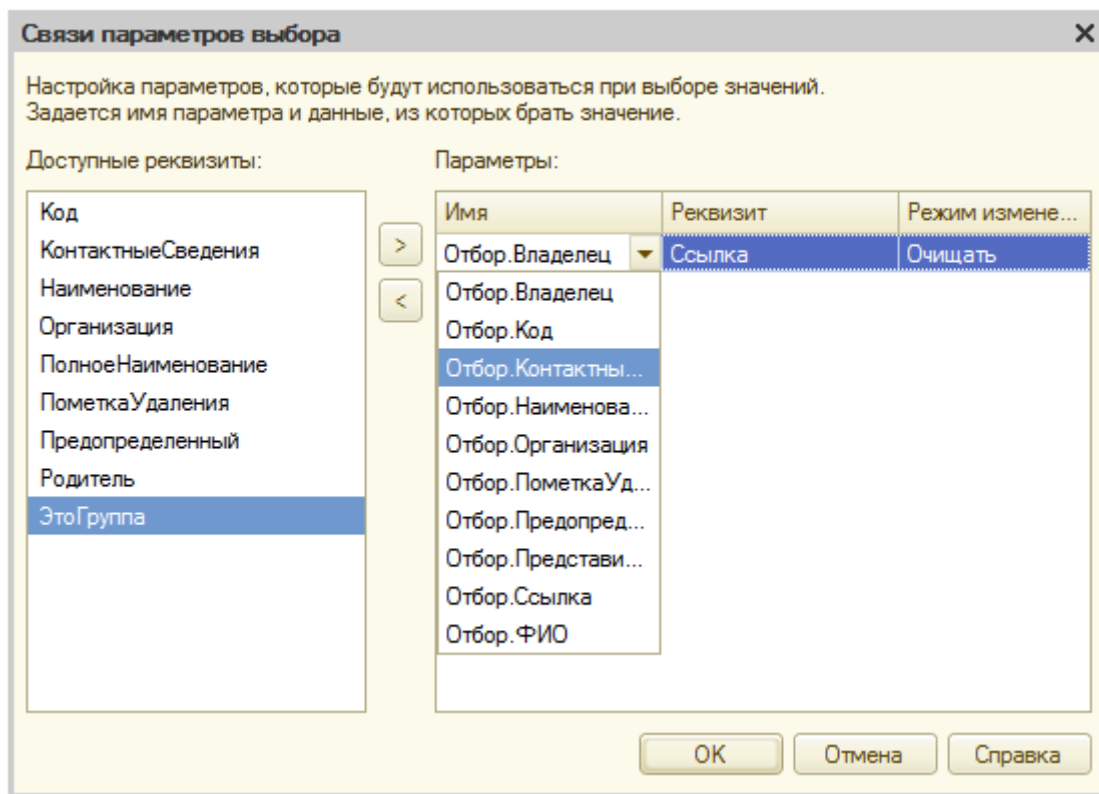 Связи параметров выбора
Настройка параметров, которые будут использоваться при выборе значений.
Задается имя параметра и данные, из которых брать значение.
Доступные реквизиты:
Код
КонтактныеСведения
Наименование
Организация
ПолноеНаименование
ПометкаУдаления
Предопределенный
Родитель
ЭтоГруппа
>
<
Параметры:
Имя Реквизит Режим измене...
Отбор.Владелец Ссылка Очищать
Отбор.Владелец
Отбор.Код
Отбор.Контактны...
Отбор.Наименова...
Отбор.Организация
Отбор.ПометкаУд...
Отбор.Предопред...
Отбор.Представи...
Отбор.Ссылка
Отбор.ФИО
OK Отмена Справка